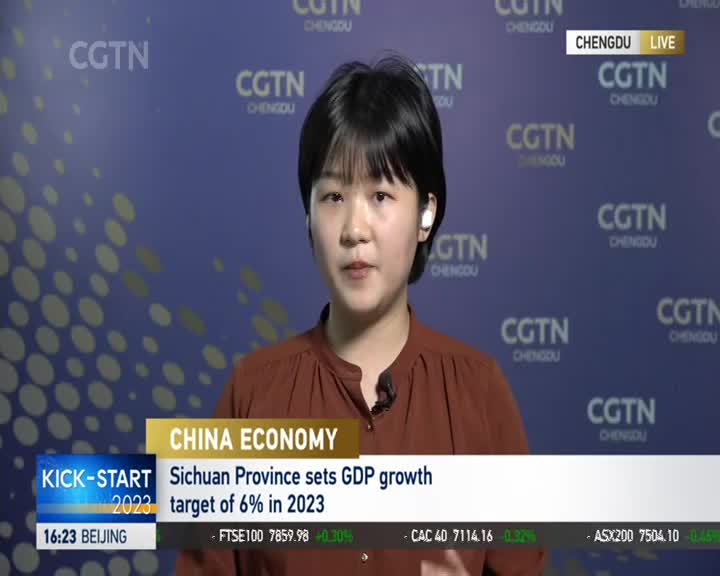 CGTN
CHENGDU
CHENGDU
CHENGDU LIVE
CGTN
CGTN
CHENGDU
CGTN
CGTN
CHENGDU
CGTN
CHENGDU
CGTN
CHENGDU
CGTN
CHENGDU
CGTN
CHENGDU
CGTN
CHENGDU
CGTN
CHENGDU
CHINA ECONOMY
KICK-START
2023
Sichuan Province sets GDP growth
target of 6% in 2023
16:23 BEIJING % - FTSE100 7859.98 +0.30% - CAC 40 7114.16 -0.32% - ASX200 7504.10 -0.46%